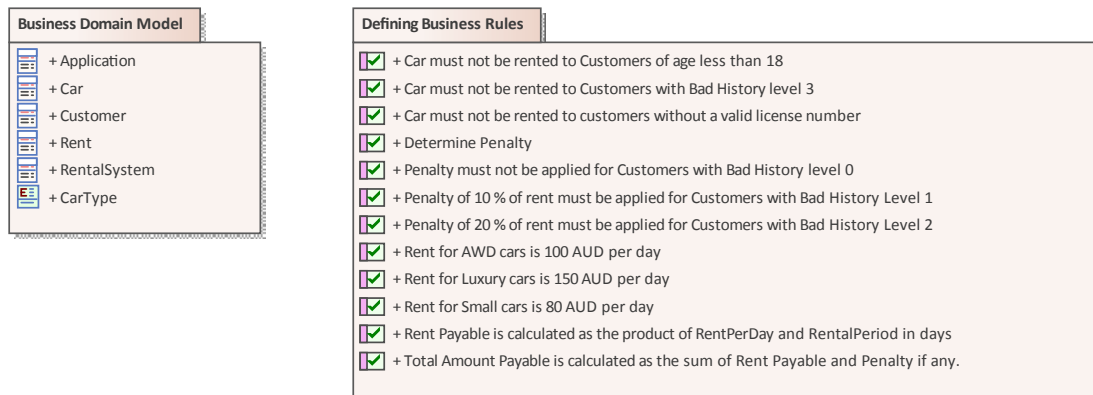 Business Domain Model
+ Application
+ Car
+ Customer
+ Rent
+ RentalSystem
+ CarType
Defining Business Rules
+ Car must not be rented to Customers of age less than 18
+ Car must not be rented to Customers with Bad History level 3
+ Car must not be rented to customers without a valid license number
+ Determine Penalty
+ Penalty must not be applied for Customers with Bad History level 0
+ Penalty of 10 % of rent must be applied for Customers with Bad History Level 1
+ Penalty of 20 % of rent must be applied for Customers with Bad History Level 2
+ Rent for AWD cars is 100 AUD per day
+ Rent for Luxury cars is 150 AUD per day
+ Rent for Small cars is 80 AUD per day
+ Rent Payable is calculated as the product of RentPerDay and RentalPeriod in days
+ Total Amount Payable is calculated as the sum of Rent Payable and Penalty if any.